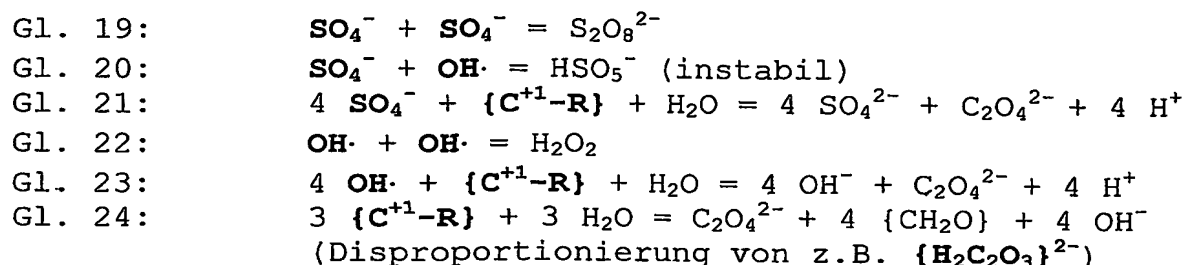 Gl. 19: SO₄⁻ + SO₄⁻ = S₂O₈²⁻
Gl. 20: SO₄⁻ + OH· = HSO₅⁻ (instabil)
Gl. 21: 4 SO₄⁻ + {C⁺¹-R} + H₂O = 4 SO₄²⁻ + C₂O₄²⁻ + 4 H⁺
Gl. 22: OH· + OH· = H₂O₂
Gl. 23: 4 OH· + {C⁺¹-R} + H₂O = 4 OH⁻ + C₂O₄²⁻ + 4 H⁺
Gl. 24: 3 {C⁺¹-R} + 3 H₂O = C₂O₄²⁻ + 4 {CH₂O} + 4 OH⁻
(Disproportionierung von z.B. {H₂C₂O₃}²⁻)